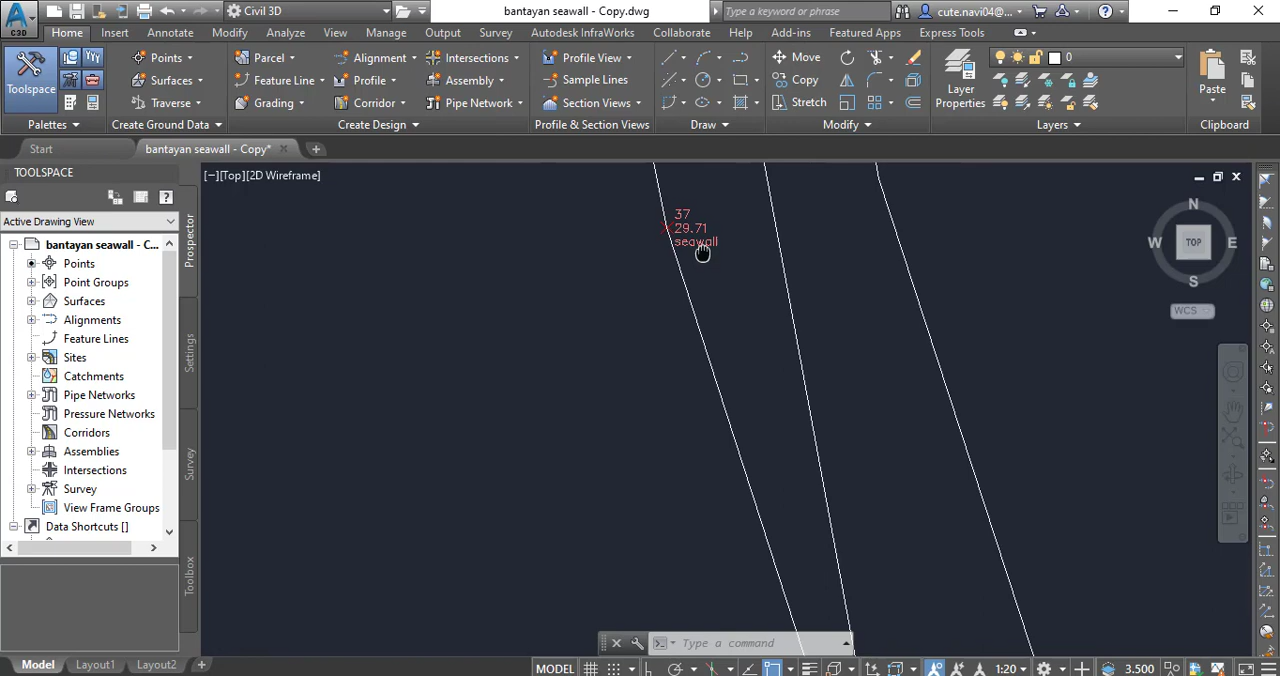 A C3D Civil 3D bantayan seawall - Copy.dwg Type a keyword or phrase cute.navi04@... ?
Home Insert Annotate Modify Analyze View Manage Output Survey Autodesk InfraWorks Collaborate Help Add-ins Featured Apps Express Tools
Toolspace
Points Parcel Alignment Intersections Profile View Move
Surfaces Feature Line Profile Assembly Sample Lines Copy
Traverse Grading Corridor Pipe Network Section Views Stretch
Layer Properties
0
Paste
Palettes Create Ground Data Create Design Profile & Section Views Draw Modify Layers Clipboard
Start bantayan seawall - Copy*
TOOLSPACE
Active Drawing View
bantayan seawall - C...
Points
Point Groups
Surfaces
Alignments
Feature Lines
Sites
Catchments
Pipe Networks
Pressure Networks
Corridors
Assemblies
Intersections
Survey
View Frame Groups
Data Shortcuts []
Prospector
Settings
Survey
Toolbox
[−][Top][2D Wireframe]
37
29.71
seawall
N
W TOP E
S
WCS
Type a command
Model Layout1 Layout2 MODEL 1:20 3.500